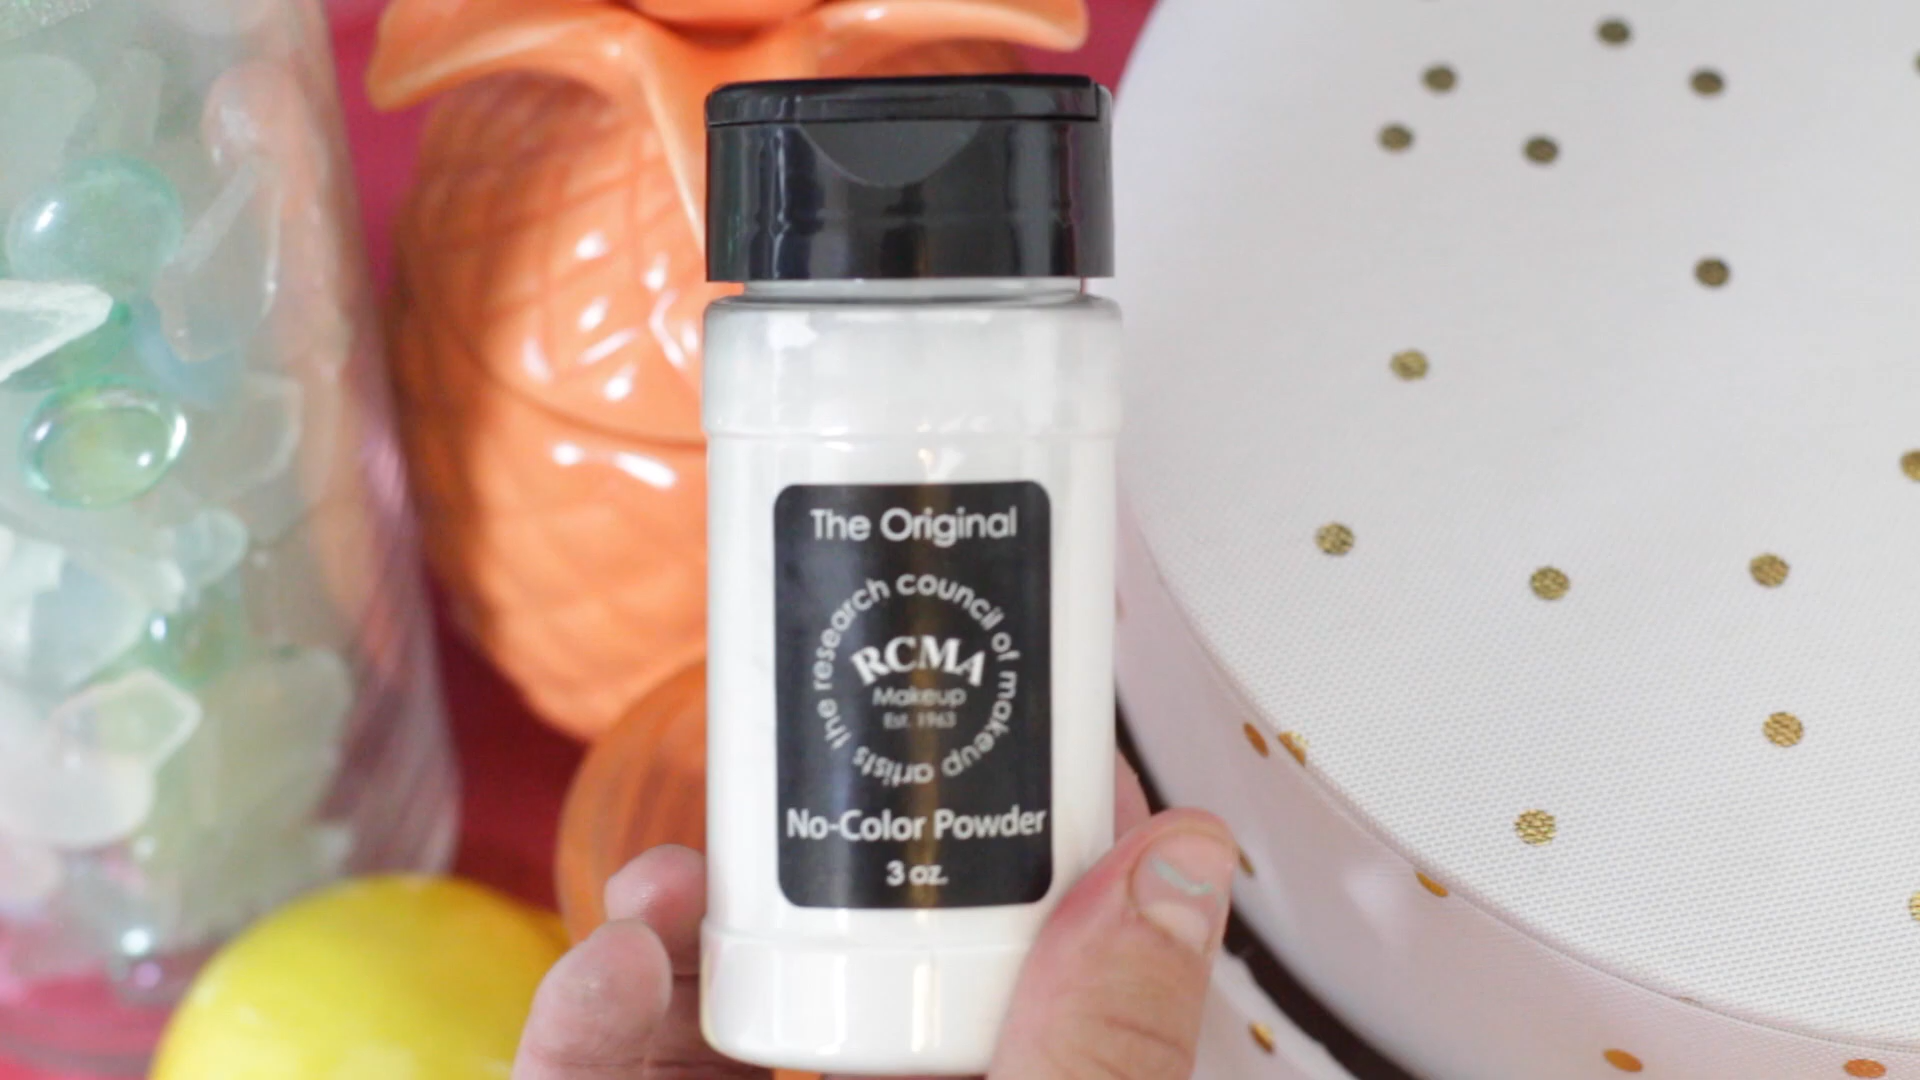 The Original
the research council of makeup artists
RCMA
Makeup
Est. 1963
No-Color Powder
3 oz.